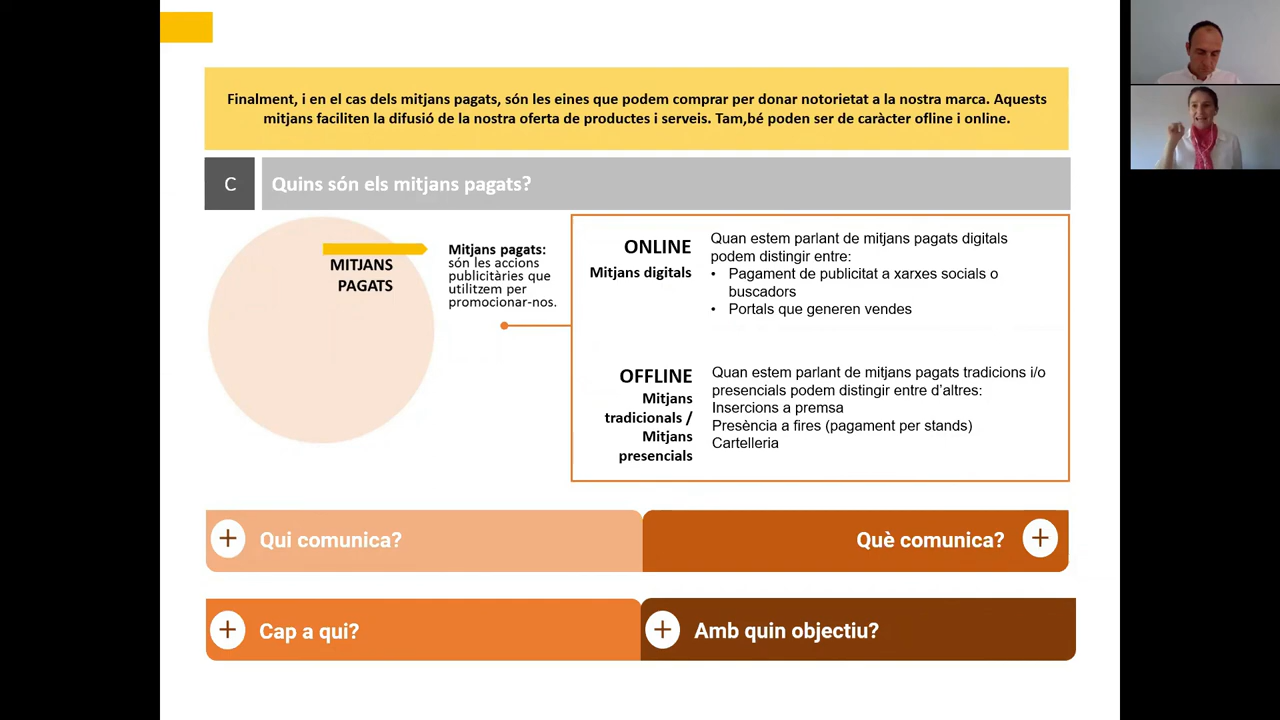 Finalment, i en el cas dels mitjans pagats, són les eines que podem comprar per donar notorietat a la nostra marca. Aquests
mitjans faciliten la difusió de la nostra oferta de productes i serveis. Tam,bé poden ser de caràcter ofline i online.
C
Quins són els mitjans pagats?
MITJANS
PAGATS
Mitjans pagats:
són les accions
publicitàries que
utilitzem per
promocionar-nos.
ONLINE
Mitjans digitals
Quan estem parlant de mitjans pagats digitals
podem distingir entre:
• Pagament de publicitat a xarxes socials o
buscadors
• Portals que generen vendes
OFFLINE
Mitjans
tradicionals /
Mitjans
presencials
Quan estem parlant de mitjans pagats tradicions i/o
presencials podem distingir entre d'altres:
Insercions a premsa
Presència a fires (pagament per stands)
Cartelleria
+ Qui comunica?
Què comunica? +
+ Cap a qui?
+ Amb quin objectiu?